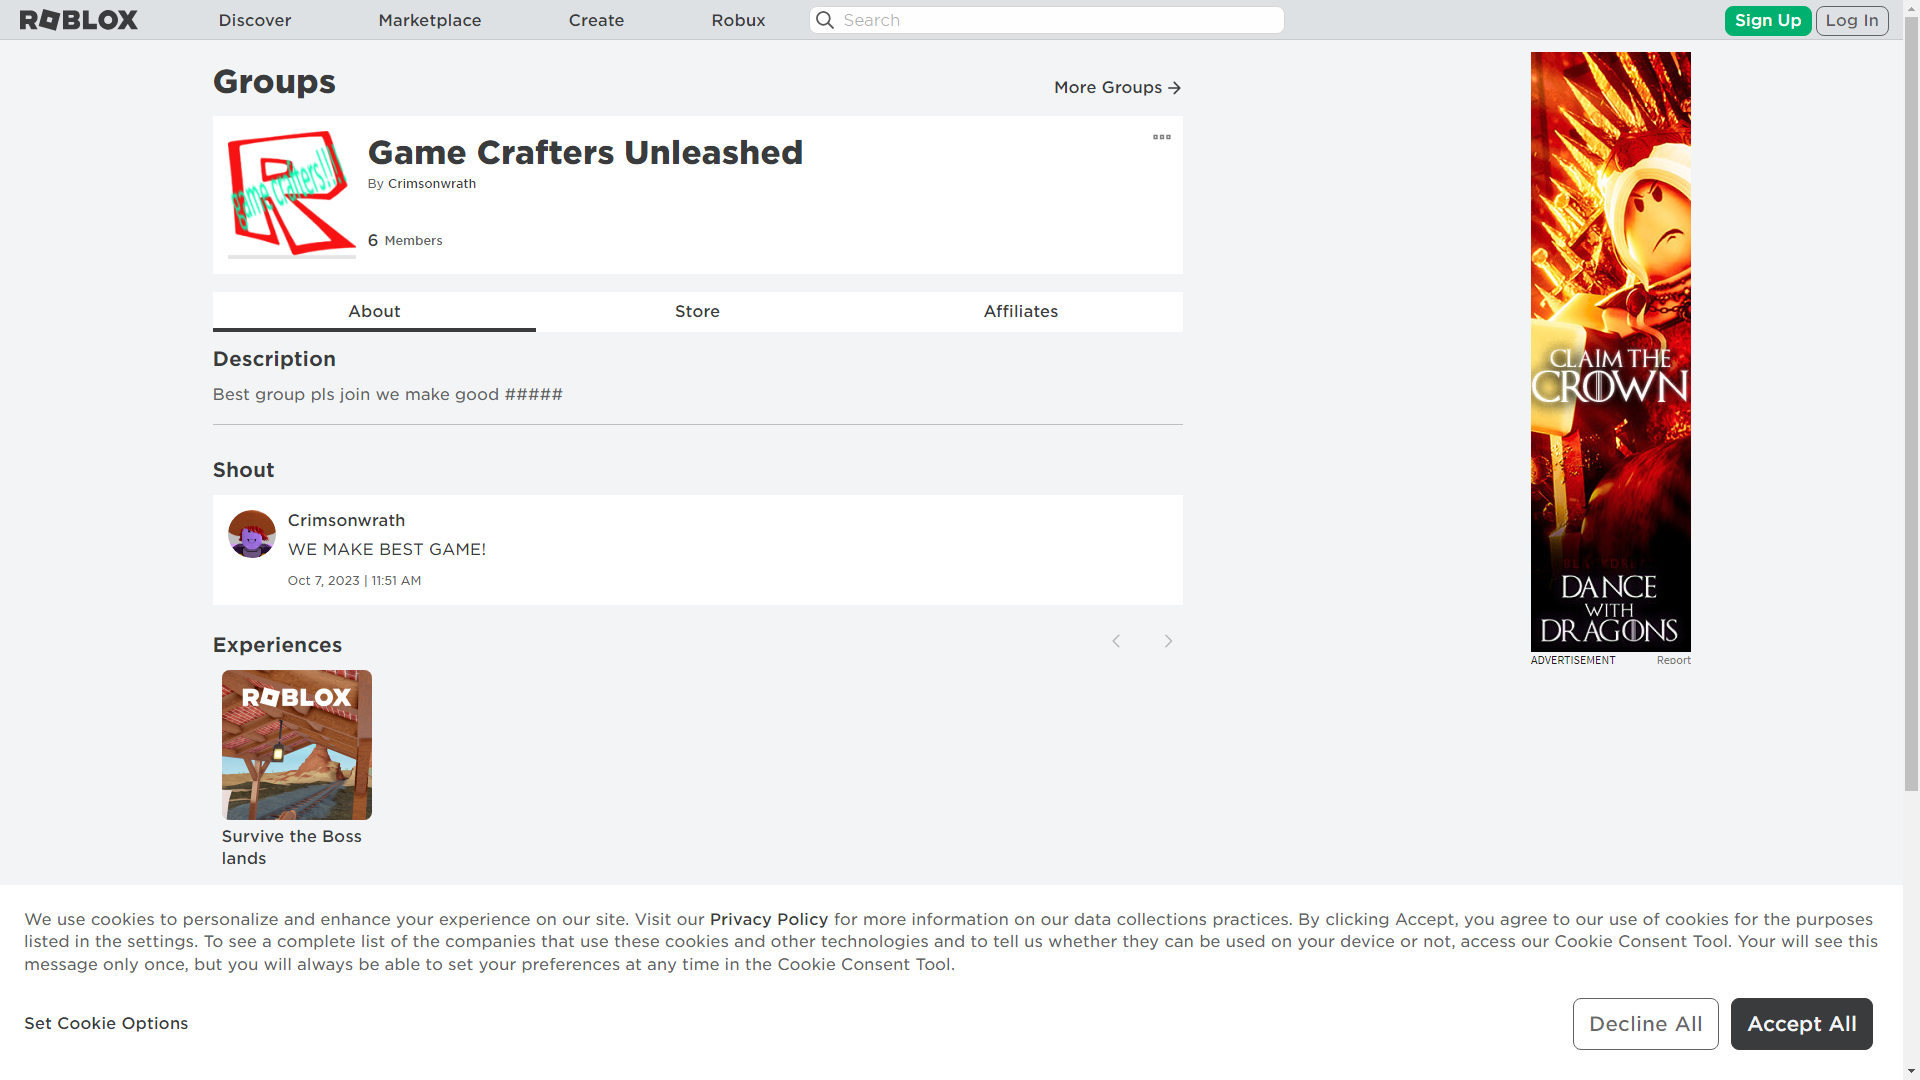 ROBLOX
Discover
Marketplace
Create
Robux
Search
Sign Up
Log In
Groups
More Groups
game crafters!!!
Game Crafters Unleashed
By Crimsonwrath
6 Members
About
Store
Affiliates
Description
Best group pls join we make good #####
Shout
Crimsonwrath
WE MAKE BEST GAME!
Oct 7, 2023 | 11:51 AM
Experiences
ROBLOX
Survive the Boss
lands
CLAIM THE
CROWN
DANCE
WITH
DRAGONS
ADVERTISEMENT
Report
We use cookies to personalize and enhance your experience on our site. Visit our Privacy Policy for more information on our data collections practices. By clicking Accept, you agree to our use of cookies for the purposes
listed in the settings. To see a complete list of the companies that use these cookies and other technologies and to tell us whether they can be used on your device or not, access our Cookie Consent Tool. Your will see this
message only once, but you will always be able to set your preferences at any time in the Cookie Consent Tool.
Set Cookie Options
Decline All
Accept All